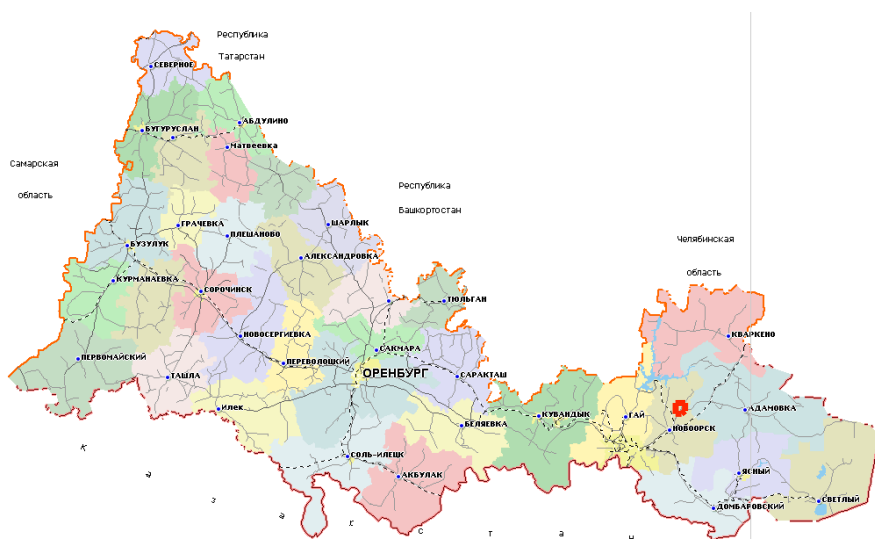 Республика
Татарстан
СЕВЕРНОЕ
АБДУЛИНО
БУГУРУСЛАН
Матвеевка
Самарская
область
Республика
Башкортостан
ГРАЧЕВКА
ШАРЛЫК
ПЛЕШАНОВО
БУЗУЛУК
АЛЕКСАНДРОВКА
Челябинская
область
КУРМАНАЕВКА
СОРОЧИНСК
ТЮЛЬГАН
НОВОСЕРГИЕВКА
КВАРКЕНО
САКМАРА
ПЕРВОМАЙСКИЙ
ПЕРЕВОЛОЦКИЙ
ОРЕНБУРГ
ТАШЛА
САРАКТАШ
Илек
АДАМОВКА
КУВАНДЫК
ГАЙ
БЕЛЯЕВКА
НОВООРСК
СОЛЬ-ИЛЕЦК
АКБУЛАК
ЯСНЫЙ
СВЕТЛЫЙ
ДОМБАРОВСКИЙ
К а з а х с т а н